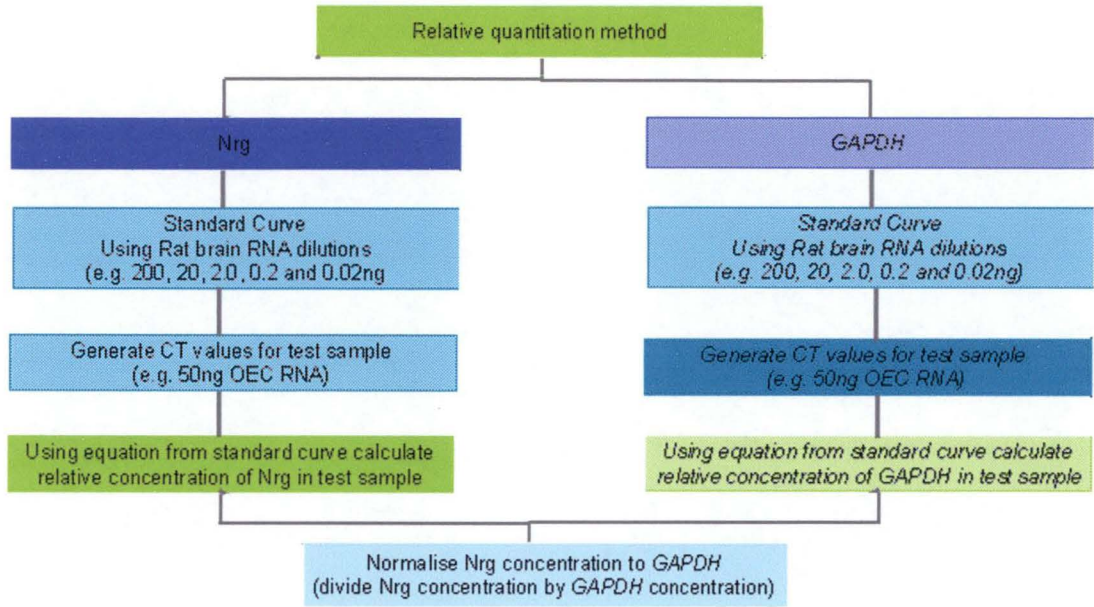 Relative quantitation method
Nrg
GAPDH
Standard Curve
Using Rat brain RNA dilutions
(e.g. 200, 20, 2.0, 0.2 and 0.02ng
Standard Curve
Using Rat brain RNA dilutions
(e.g. 200, 20, 2.0, 0.2 and 0.02ng)
Generate CT values for test sample
(e.g. 50ng OEC RNA)
Generate CT values for test sample
(e.g. 50ng OEC RNA)
Using equation from standard curve calculate
relative concentration of Nrg in test sample
Using equation from standard curve calculate
relative concentration of GAPDH in test sample
Normalise Nrg concentration to GAPDH
(divide Nrg concentration by GAPDH concentration)